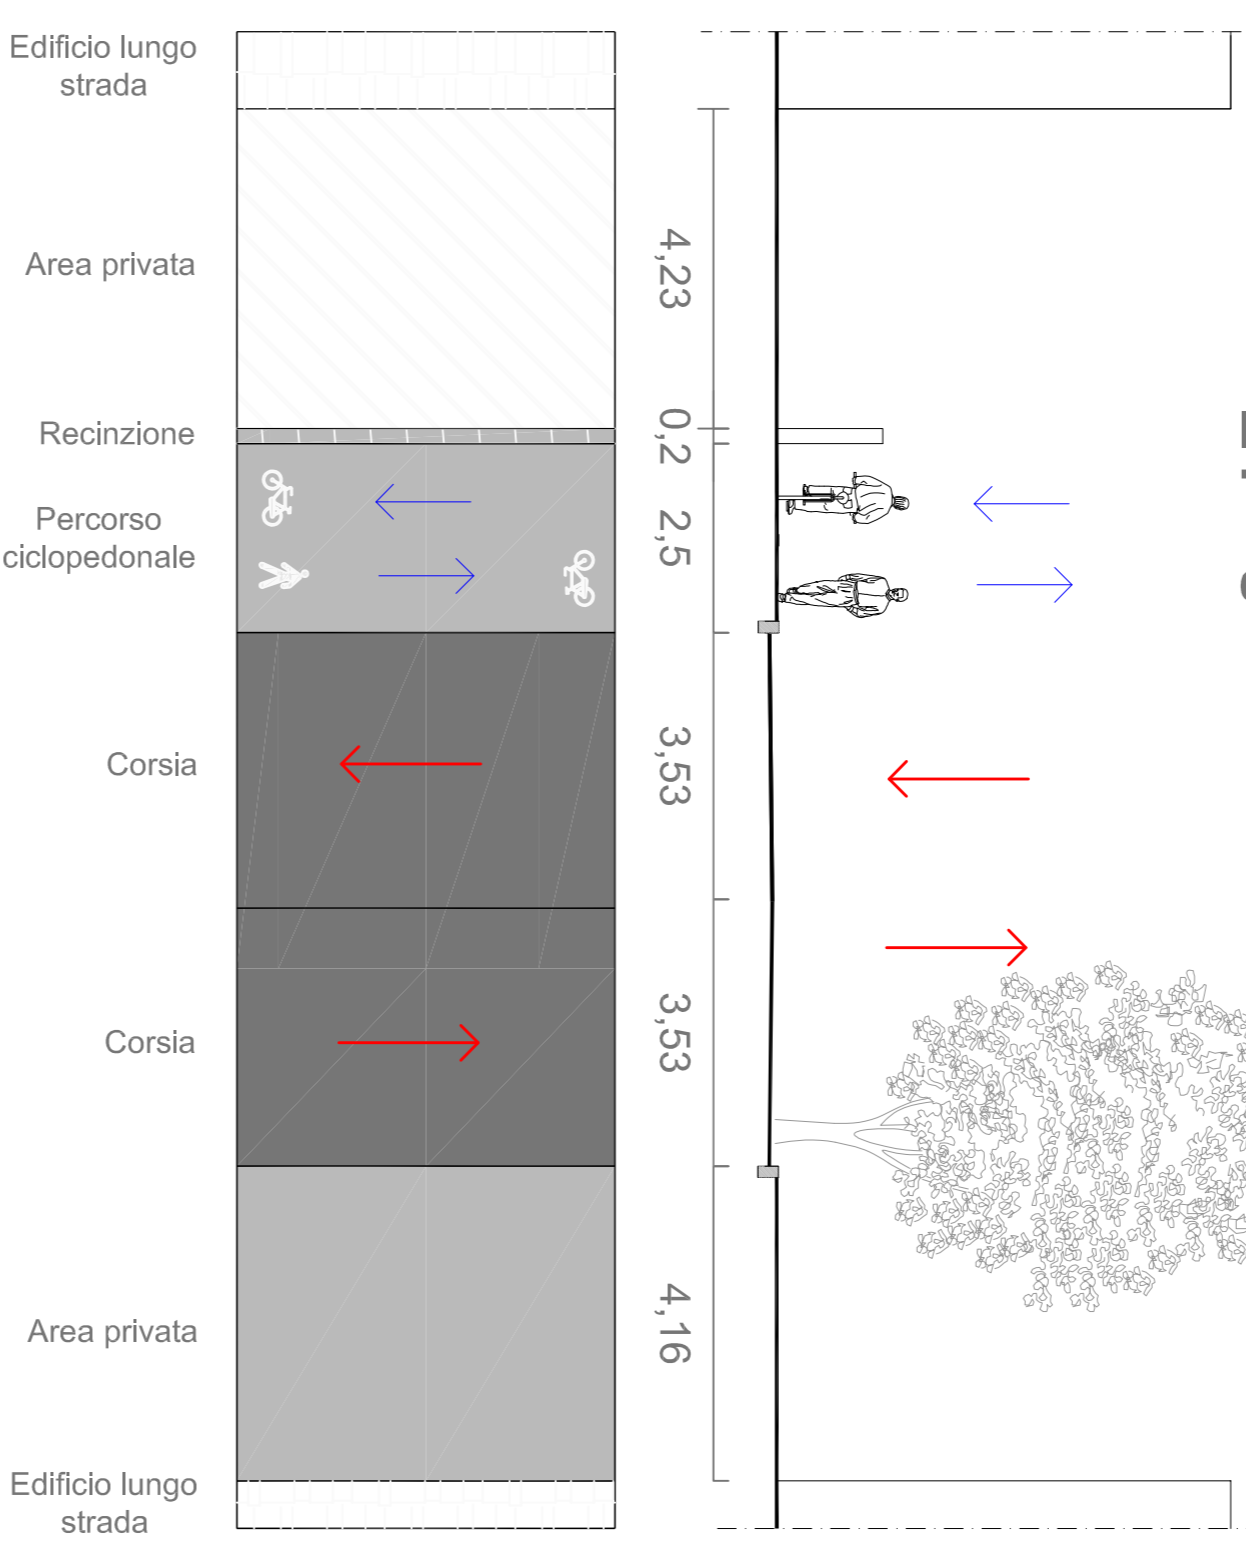 Edificio lungo
strada
Area privata
Recinzione
Percorso
ciclopedonale
Corsia
Corsia
Area privata
Edificio lungo
strada
4,23
0,2
2,5
3,53
3,53
4,16